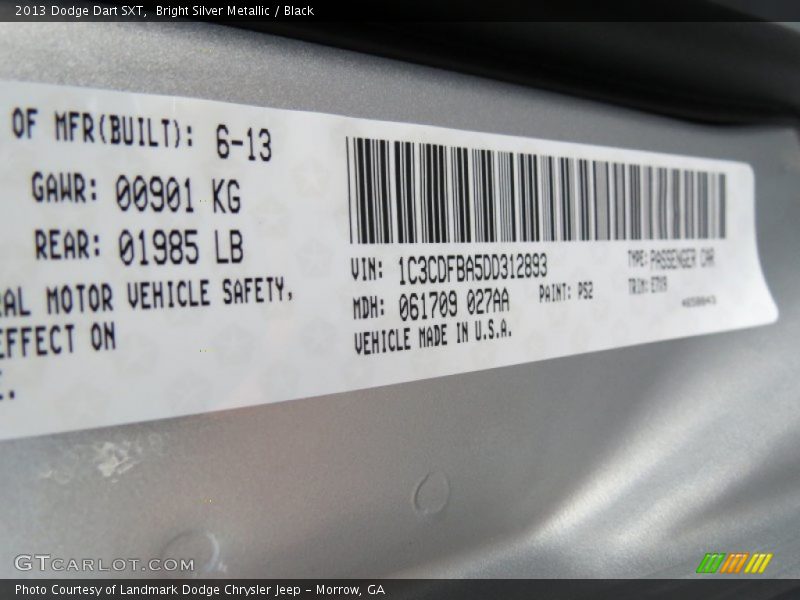 2013 Dodge Dart SXT, Bright Silver Metallic / Black
OF MFR(BUILT): 6-13
GAWR: 00901 KG
REAR: 01985 LB
RAL MOTOR VEHICLE SAFETY,
EFFECT ON
E.
VIN: 1C3CDFBA5DD312893
TYPE: PASSENGER CAR
MDH: 061709 027AA
PAINT: PS2
VEHICLE MADE IN U.S.A.
GTCARLOT.COM
Photo Courtesy of Landmark Dodge Chrysler Jeep – Morrow, GA